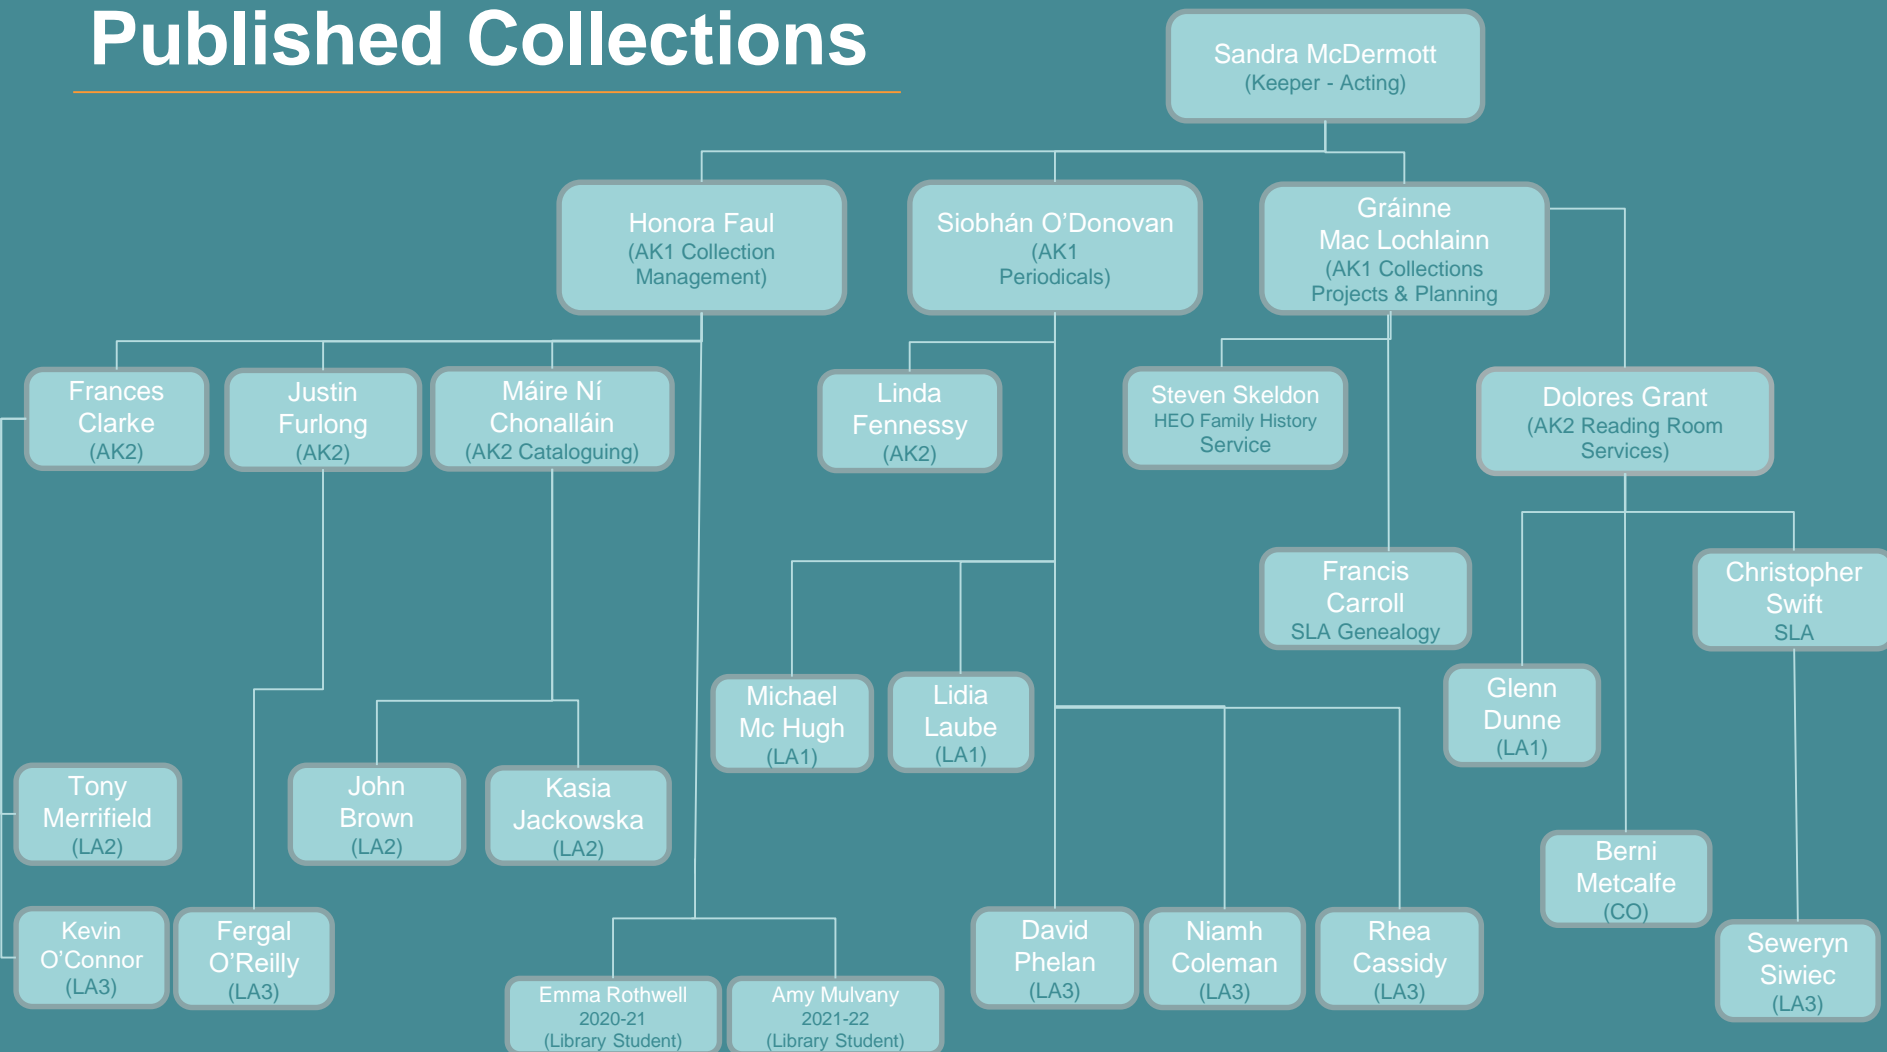 Published Collections
Sandra McDermott
(Keeper - Acting)
Honora Faul
(AK1 Collection
Management)
Siobhán O’Donovan
(AK1
Periodicals)
Gráinne
Mac Lochlainn
(AK1 Collections
Projects & Planning
Frances
Clarke
(AK2)
Justin
Furlong
(AK2)
Máire Ní
Chonalláin
(AK2 Cataloguing)
Linda
Fennessy
(AK2)
Steven Skeldon
HEO Family History
Service
Dolores Grant
(AK2 Reading Room
Services)
Francis
Carroll
SLA Genealogy
Christopher
Swift
SLA
Michael
Mc Hugh
(LA1)
Lidia
Laube
(LA1)
Glenn
Dunne
(LA1)
Tony
Merrifield
(LA2)
John
Brown
(LA2)
Kasia
Jackowska
(LA2)
Berni
Metcalfe
(CO)
Kevin
O’Connor
(LA3)
Fergal
O’Reilly
(LA3)
Emma Rothwell
2020-21
(Library Student)
Amy Mulvany
2021-22
(Library Student)
David
Phelan
(LA3)
Niamh
Coleman
(LA3)
Rhea
Cassidy
(LA3)
Seweryn
Siwiec
(LA3)